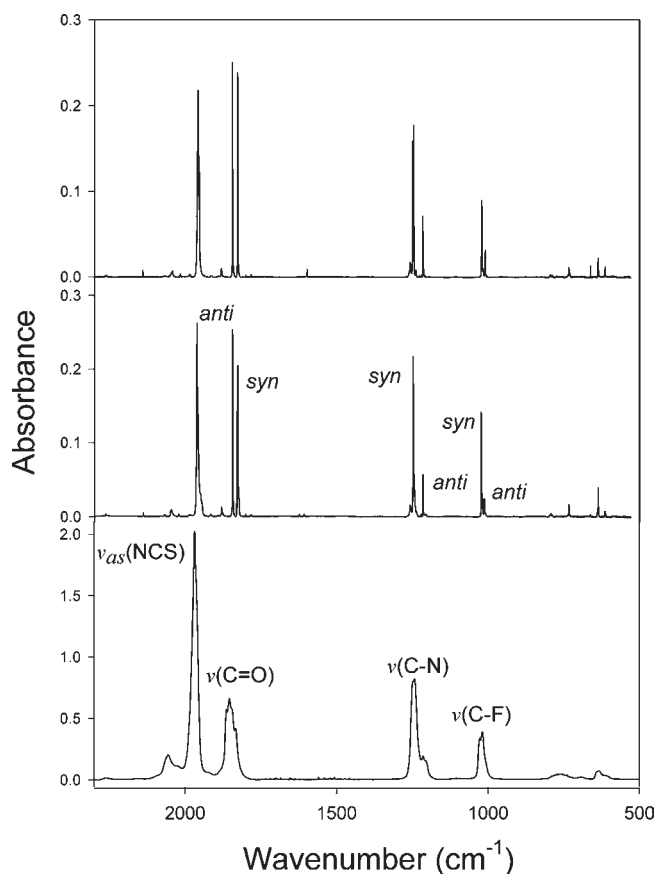 0.3
0.2
0.1
0.0
0.3
anti
syn
syn
0.2
syn
0.1
anti
anti
0.0
Absorbance
2.0
νas(NCS)
1.5
1.0
ν(C=O)
ν(C-N)
ν(C-F)
0.5
0.0
2000 1500 1000 500
Wavenumber (cm⁻¹)